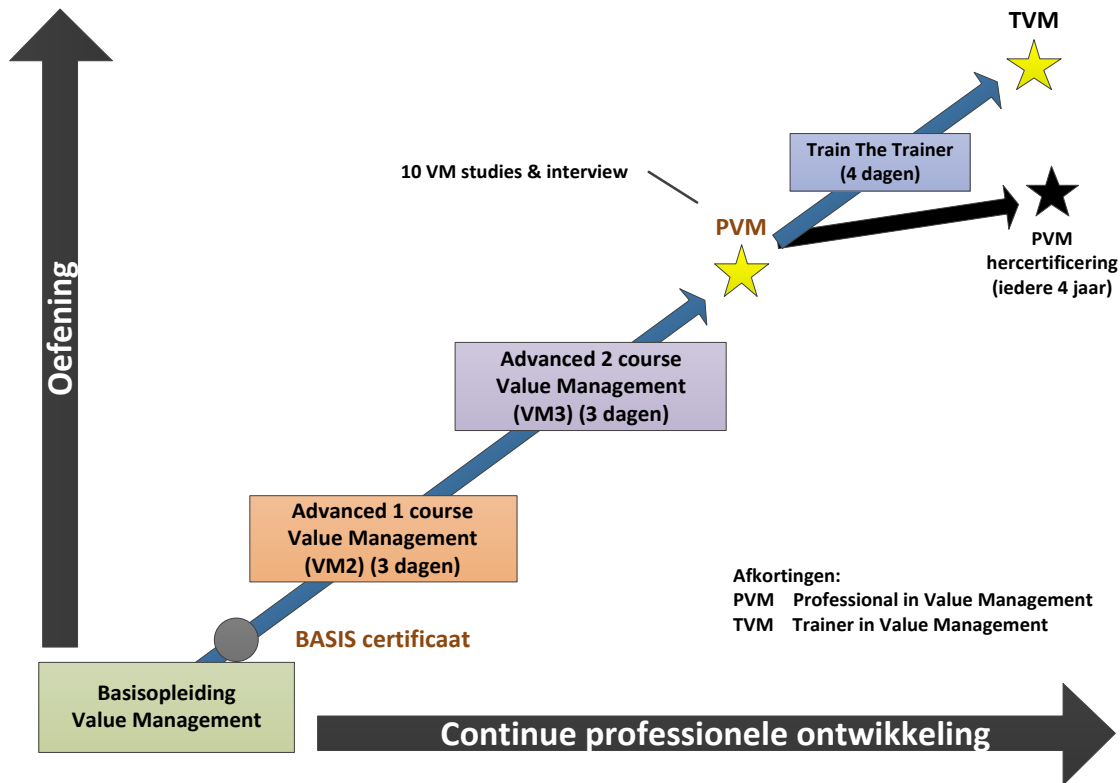 TVM
Train The Trainer
(4 dagen)
10 VM studies & interview
PVM
PVM
hercertificering
(iedere 4 jaar)
Oefening
Advanced 2 course
Value Management
(VM3) (3 dagen)
Advanced 1 course
Value Management
(VM2) (3 dagen)
Afkortingen:
PVM Professional in Value Management
TVM Trainer in Value Management
BASIS certificaat
Basisopleiding
Value Management
Continue professionele ontwikkeling